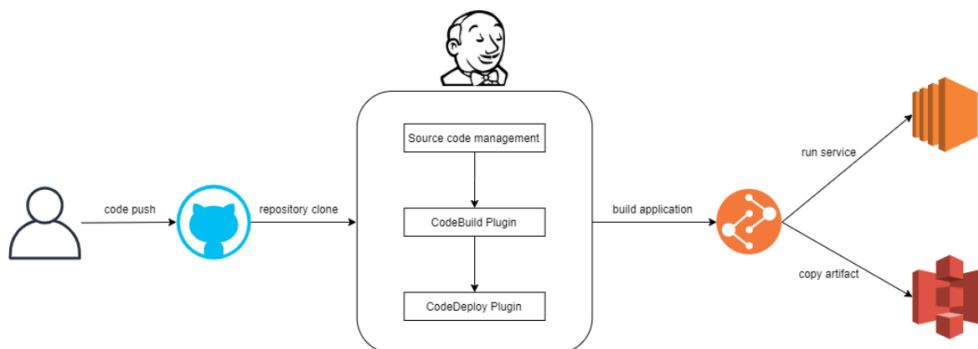 Source code management
run service
code push
repository clone
CodeBuild Plugin
build application
copy artifact
CodeDeploy Plugin